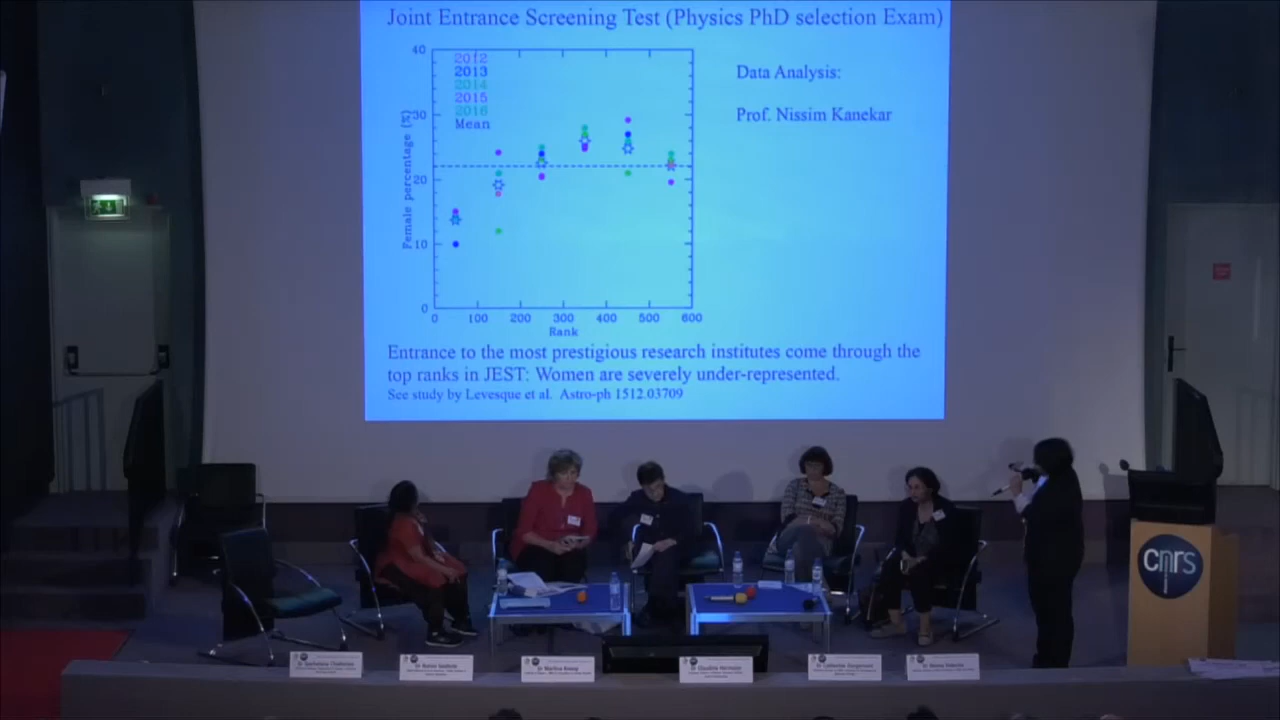 Joint Entrance Screening Test (Physics PhD selection Exam)
40
30
20
10
0
Female percentage (%)
2012
2013
2014
2015
2016
Mean
0 100 200 300 400 500 600
Rank
Data Analysis:
Prof. Nissim Kanekar
Entrance to the most prestigious research institutes come through the
top ranks in JEST: Women are severely under-represented.
See study by Levesque et al. Astro-ph 1512.03709
cnrs